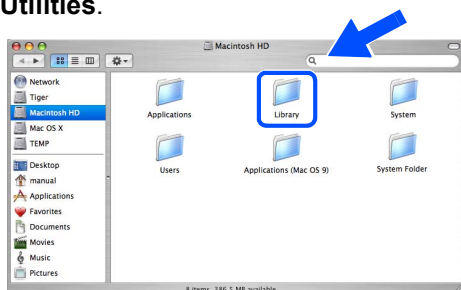 Utilities.
Macintosh HD
Network
Tiger
Macintosh HD
Mac OS X
TEMP
Desktop
manual
Applications
Favorites
Documents
Movies
Music
Pictures
Applications
Library
System
Users
Applications (Mac OS 9)
System Folder
8 items, 386.5 MB available